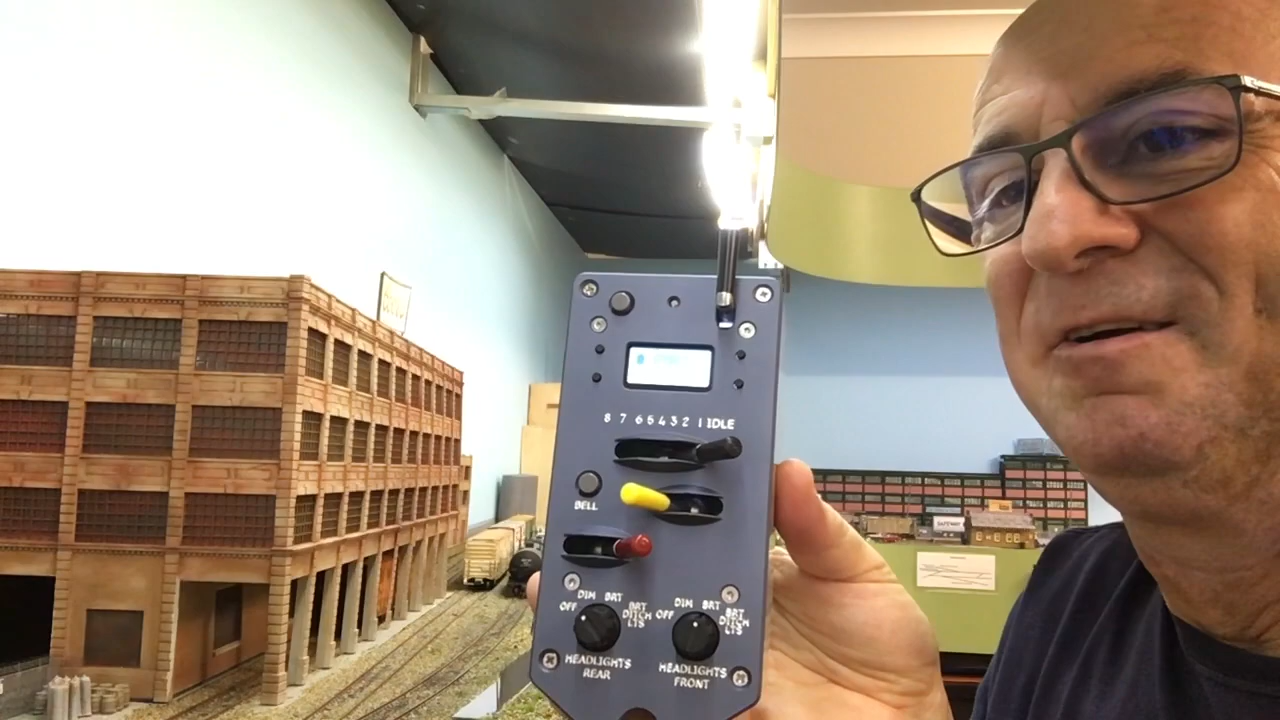 8 7 6 5 4 3 2 1 IDLE
BELL
OFF DIM BRT BRT DITCH LTS
HEADLIGHTS
REAR
OFF DIM BRT BRT DITCH LTS
HEADLIGHTS
FRONT
SAFEWAY